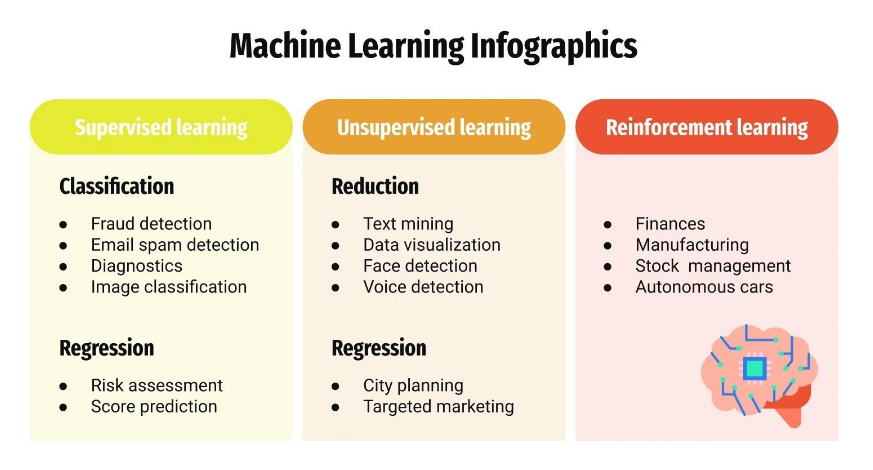 Machine Learning Infographics
Supervised learning
Classification
● Fraud detection
● Email spam detection
● Diagnostics
● Image classification
Regression
● Risk assessment
● Score prediction
Unsupervised learning
Reduction
● Text mining
● Data visualization
● Face detection
● Voice detection
Regression
● City planning
● Targeted marketing
Reinforcement learning
● Finances
● Manufacturing
● Stock management
● Autonomous cars